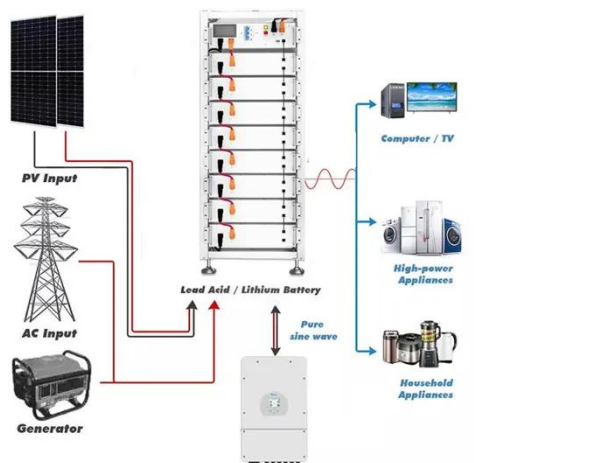 PV Input
AC Input
Generator
Lead Acid / Lithium Battery
Pure
sine wave
Computer / TV
High-power
Appliances
Household
Appliances